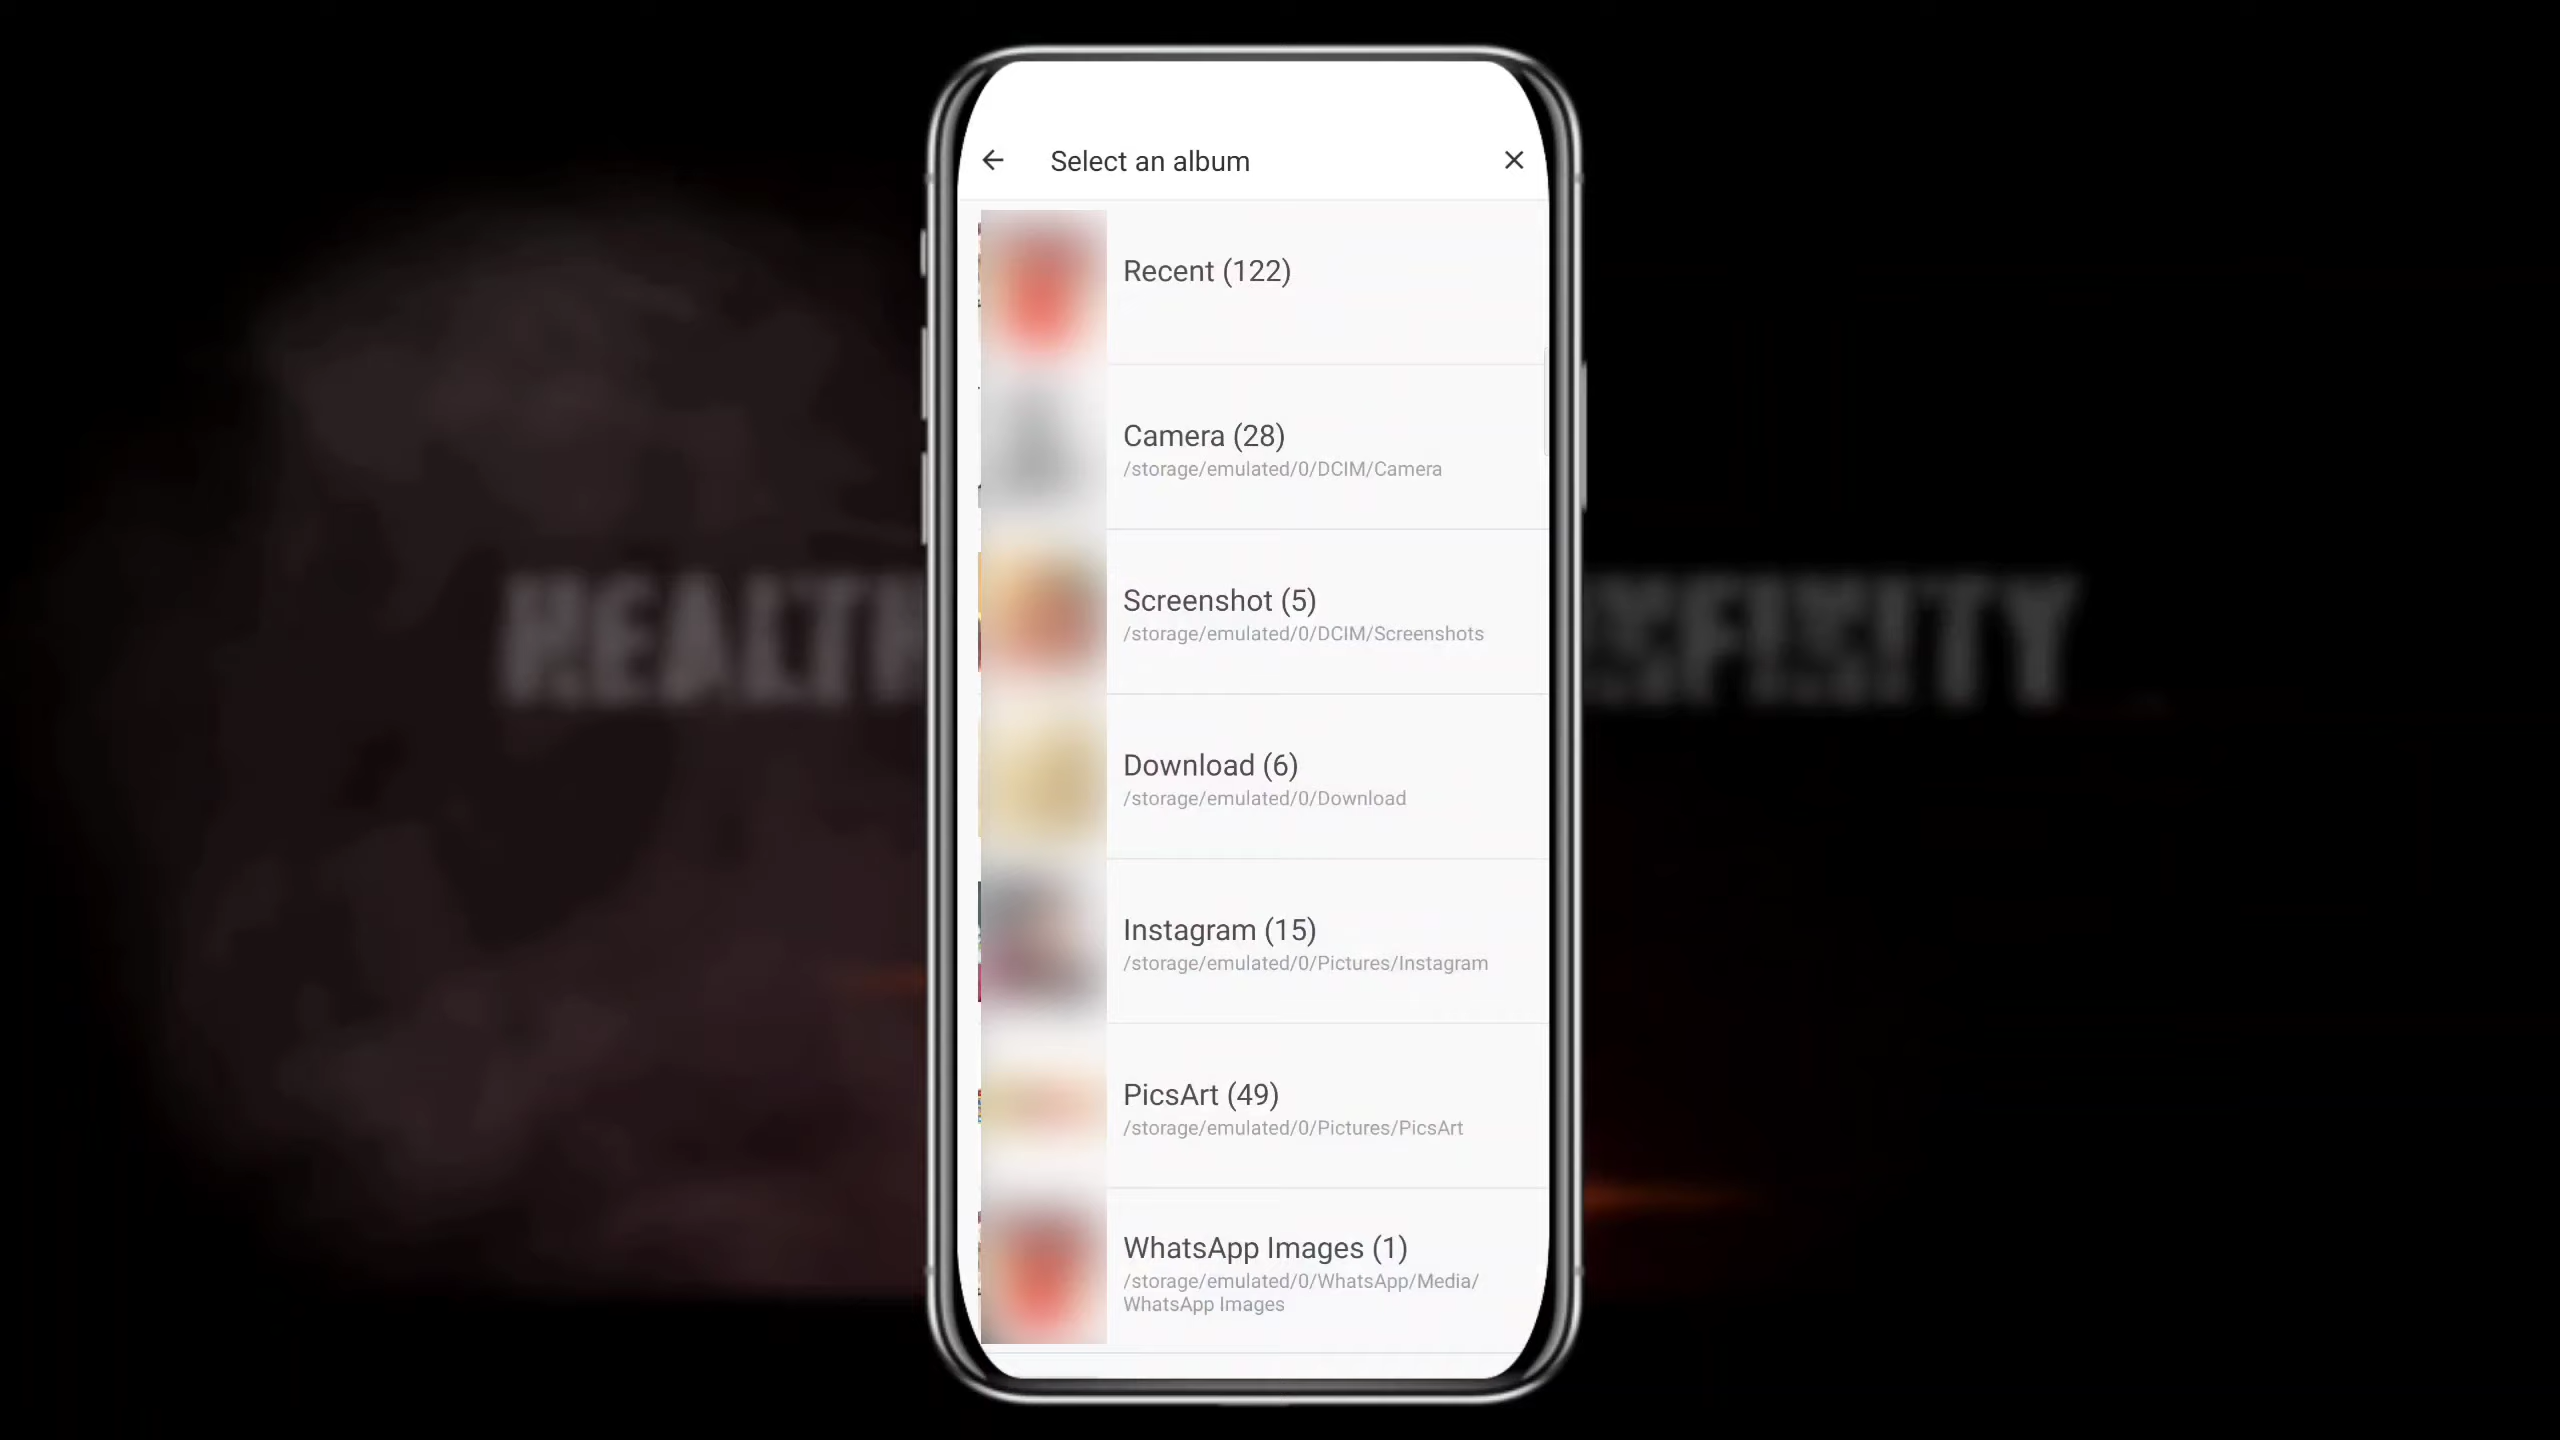 Select an album
Recent (122)
Camera (28)
/storage/emulated/0/DCIM/Camera
Screenshot (5)
/storage/emulated/0/DCIM/Screenshots
Download (6)
/storage/emulated/0/Download
Instagram (15)
/storage/emulated/0/Pictures/Instagram
PicsArt (49)
/storage/emulated/0/Pictures/PicsArt
WhatsApp Images (1)
/storage/emulated/0/WhatsApp/Media/
WhatsApp Images